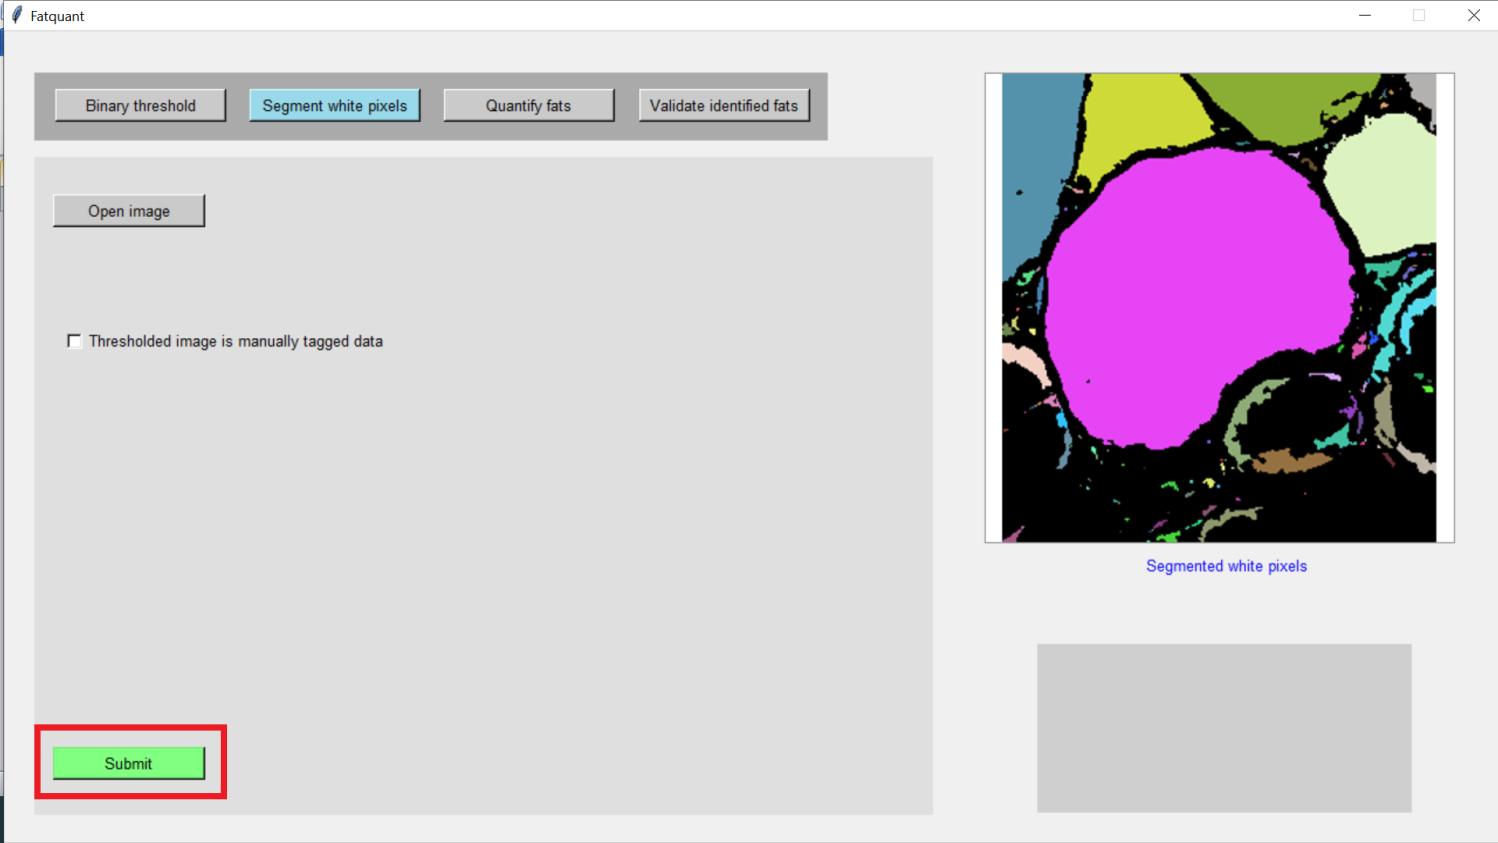 Fatquant
Binary threshold
Segment white pixels
Quantify fats
Validate identified fats
Open image
Thresholded image is manually tagged data
Segmented white pixels
Submit